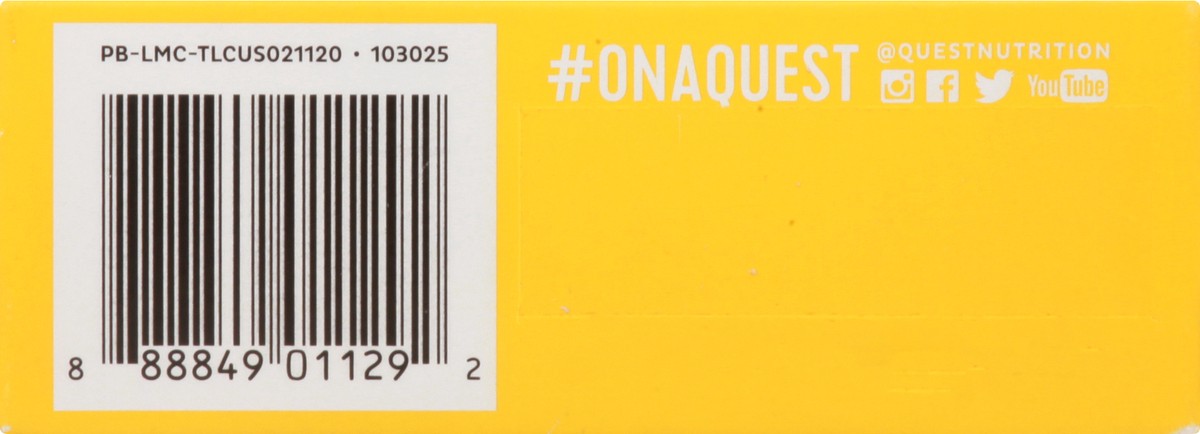 PB-LMC-TLCUS021120 • 103025
8 88849 01129 2
#ONAQUEST
@QUESTNUTRITION
YouTube